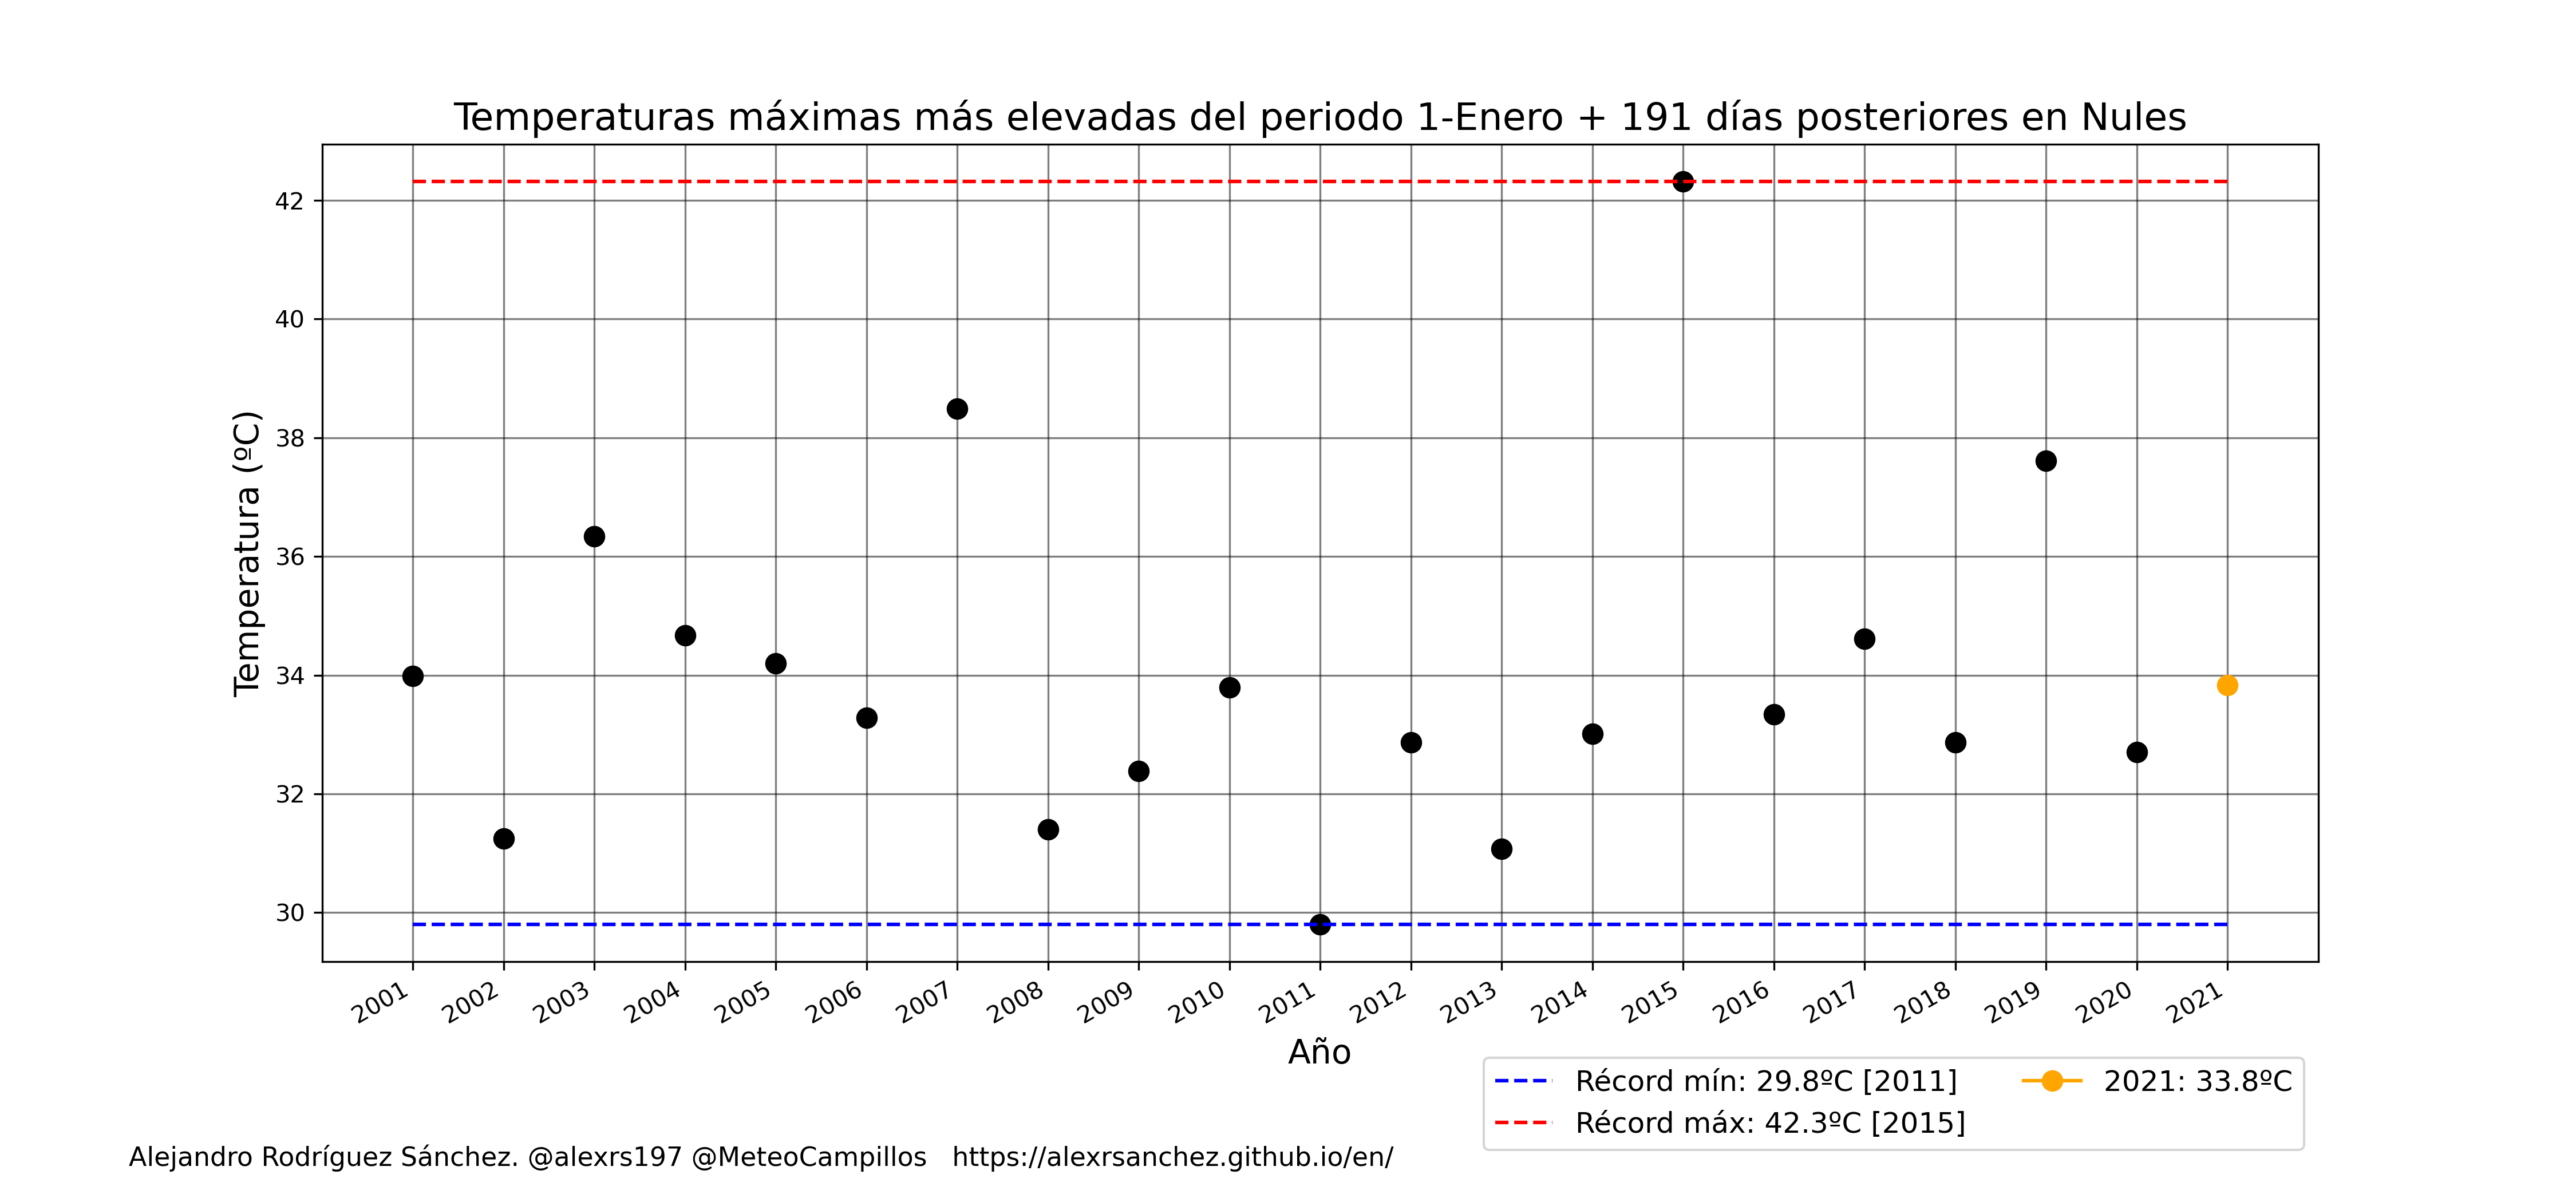 Temperaturas máximas más elevadas del periodo 1-Enero + 191 días posteriores en Nules
Temperatura (ºC)
42
40
38
36
34
32
30
2001 2002 2003 2004 2005 2006 2007 2008 2009 2010 2011 2012 2013 2014 2015 2016 2017 2018 2019 2020 2021
Año
Récord mín: 29.8ºC [2011]
Récord máx: 42.3ºC [2015]
2021: 33.8ºC
Alejandro Rodríguez Sánchez. @alexrs197 @MeteoCampillos https://alexrsanchez.github.io/en/